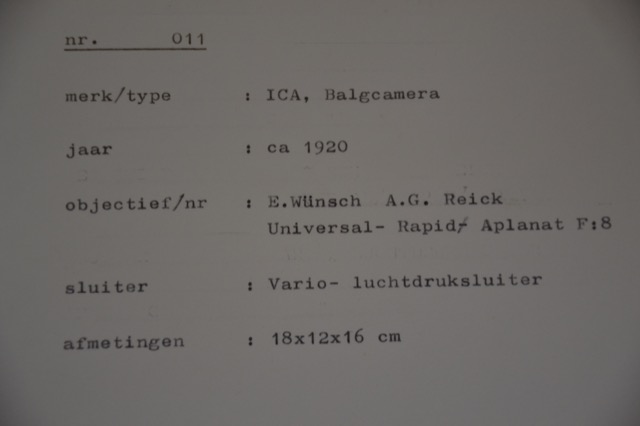 nr. 011
merk/type : ICA, Balgcamera
jaar : ca 1920
objectief/nr : E.Wünsch A.G. Reick
Universal- Rapid- Aplanat F:8
sluiter : Vario- luchtdruksluiter
afmetingen : 18x12x16 cm